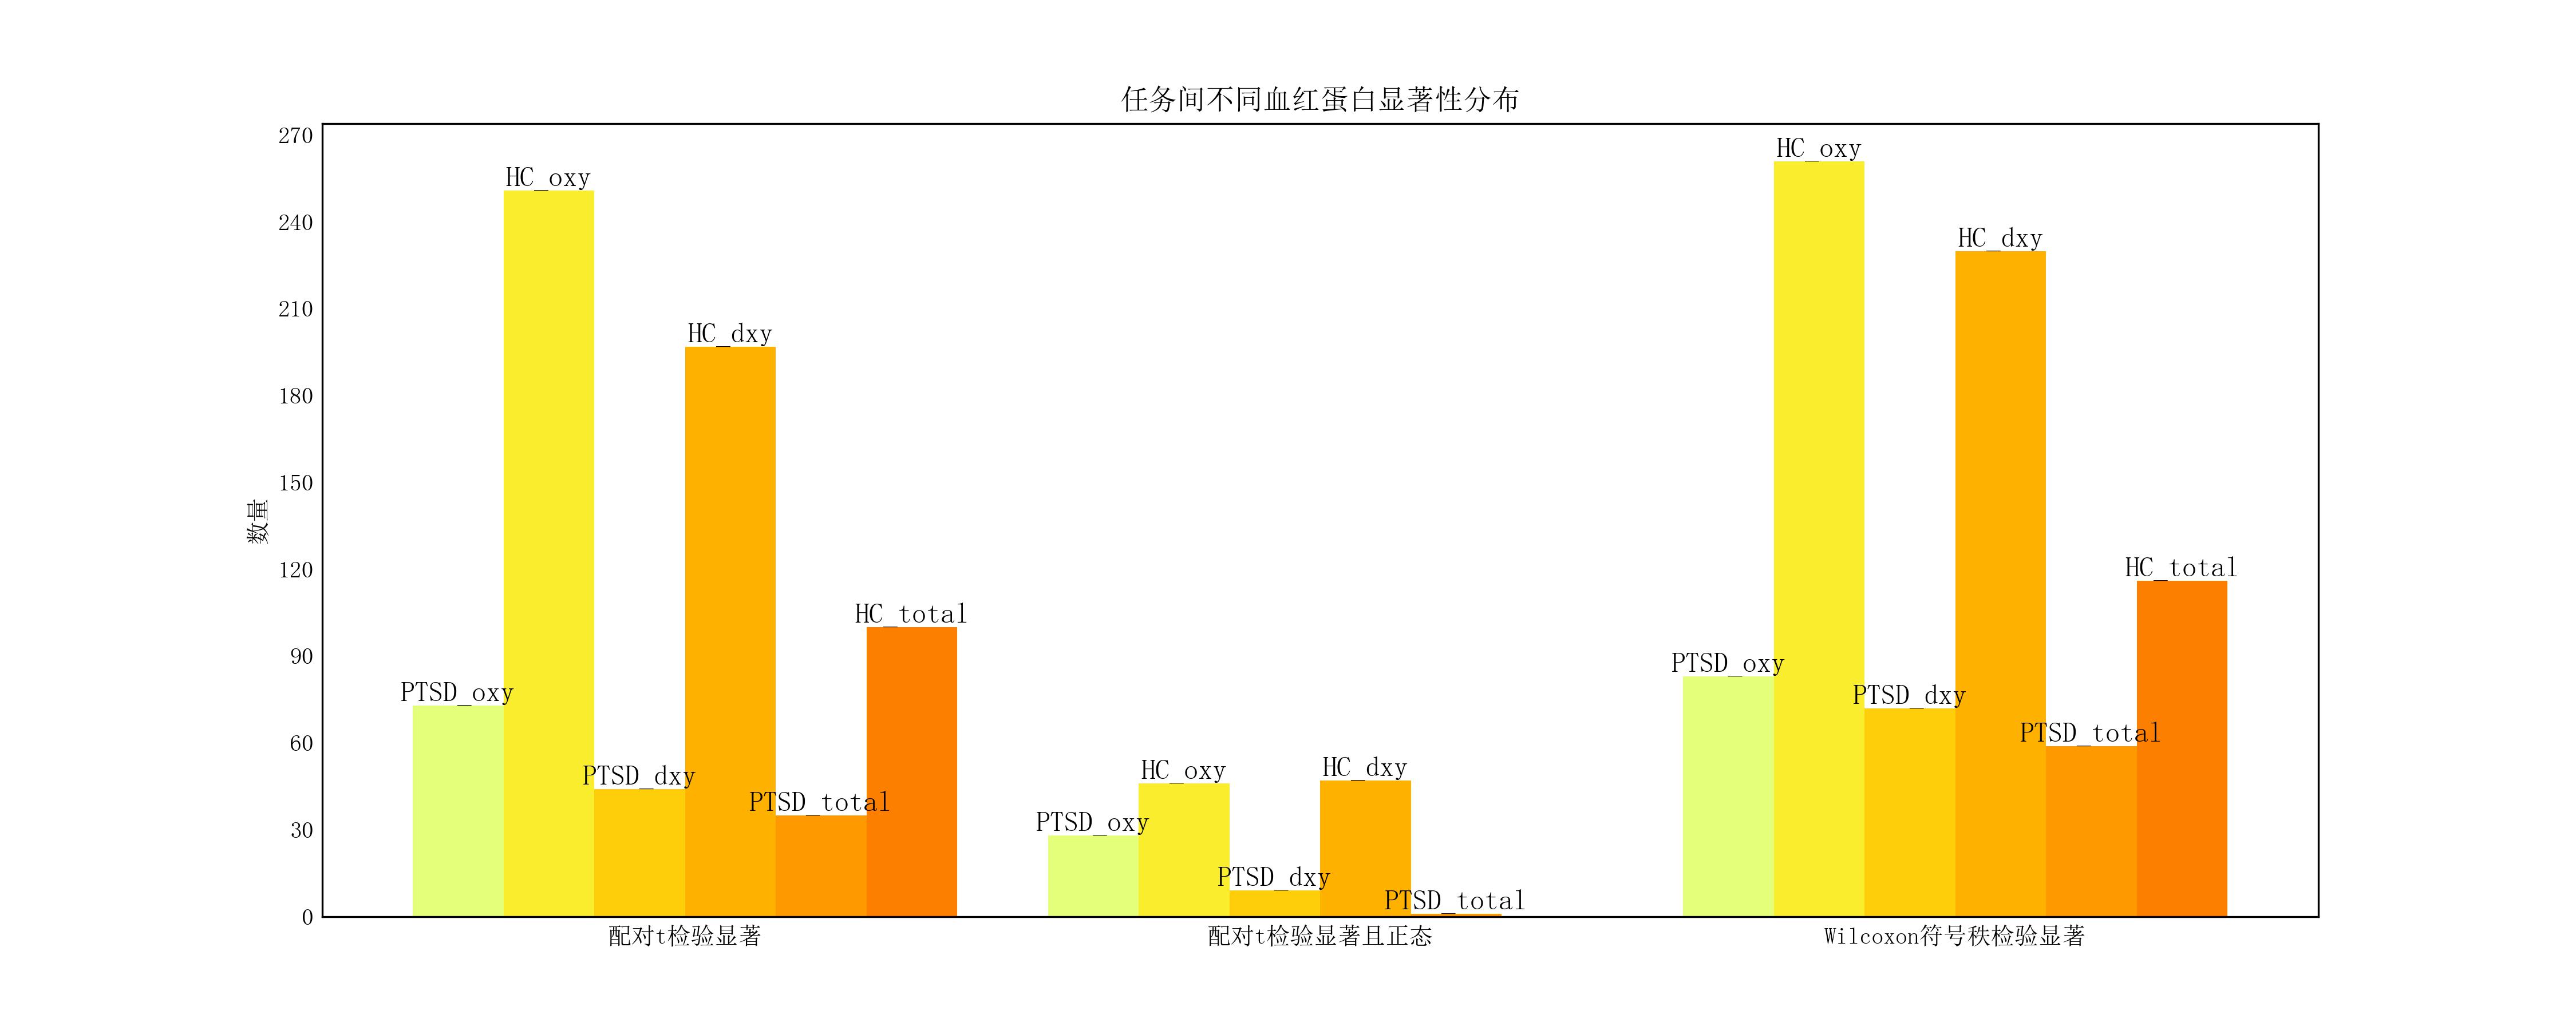 任务间不同血红蛋白显著性分布
数量
270
240
210
180
150
120
90
60
30
0
PTSD_oxy
HC_oxy
PTSD_dxy
HC_dxy
PTSD_total
HC_total
PTSD_oxy
HC_oxy
PTSD_dxy
HC_dxy
PTSD_total
PTSD_oxy
HC_oxy
PTSD_dxy
HC_dxy
PTSD_total
HC_total
配对t检验显著
配对t检验显著且正态
Wilcoxon符号秩检验显著